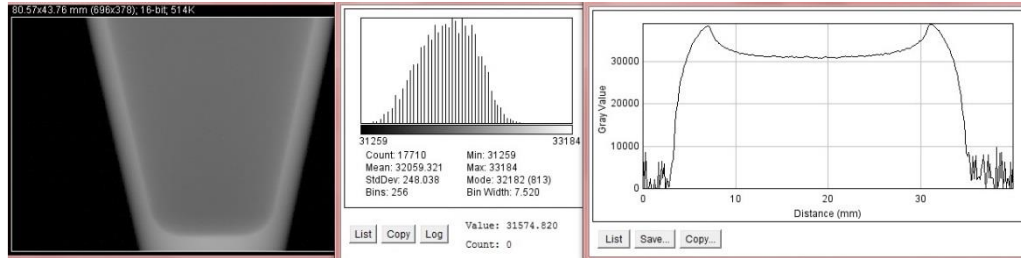 80.57x43.76 mm (696x378); 16-bit; 514K
31259 33184
Count: 17710 Min: 31259
Mean: 32059.321 Max: 33184
StdDev: 248.038 Mode: 32182 (813)
Bins: 256 Bin Width: 7.520
List Copy Log Value: 31574.820
Count: 0
Gray Value
30000
20000
10000
0
0 10 20 30
Distance (mm)
List Save... Copy...